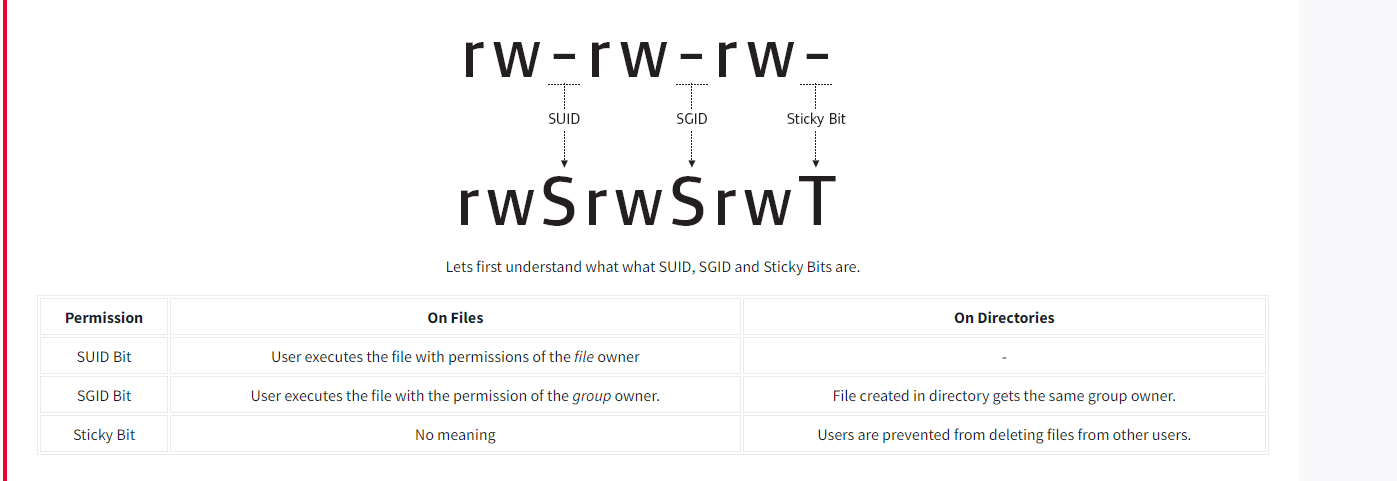 rw-rw-rw-
SUID SGID Sticky Bit
rwSrwSrwT
Lets first understand what what SUID, SGID and Sticky Bits are.
Permission On Files On Directories
SUID Bit User executes the file with permissions of the file owner -
SGID Bit User executes the file with the permission of the group owner. File created in directory gets the same group owner.
Sticky Bit No meaning Users are prevented from deleting files from other users.